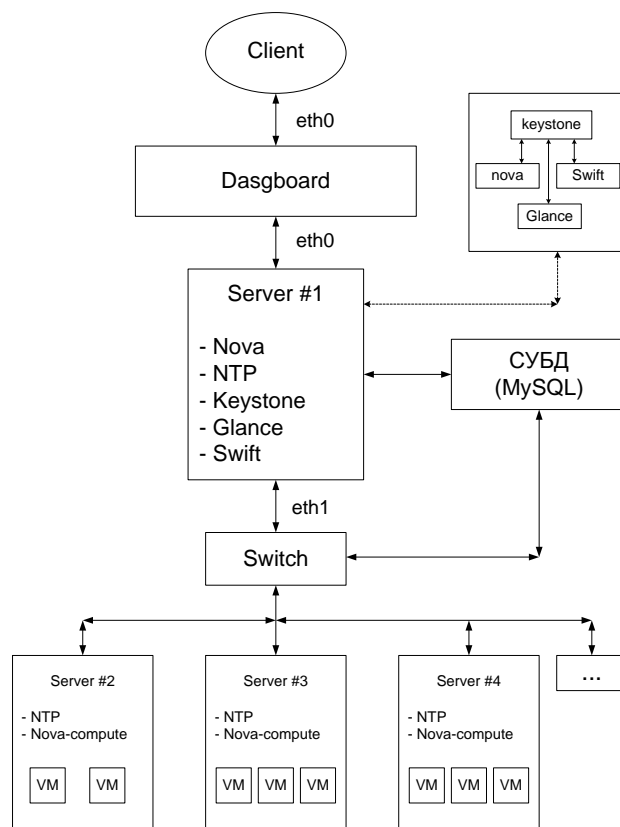 Client
eth0
Dasgboard
eth0
keystone
nova
Swift
Glance
Server #1
- Nova
- NTP
- Keystone
- Glance
- Swift
СУБД
(MySQL)
eth1
Switch
Server #2
- NTP
- Nova-compute
VM
VM
Server #3
- NTP
- Nova-compute
VM
VM
VM
Server #4
- NTP
- Nova-compute
VM
VM
VM
...